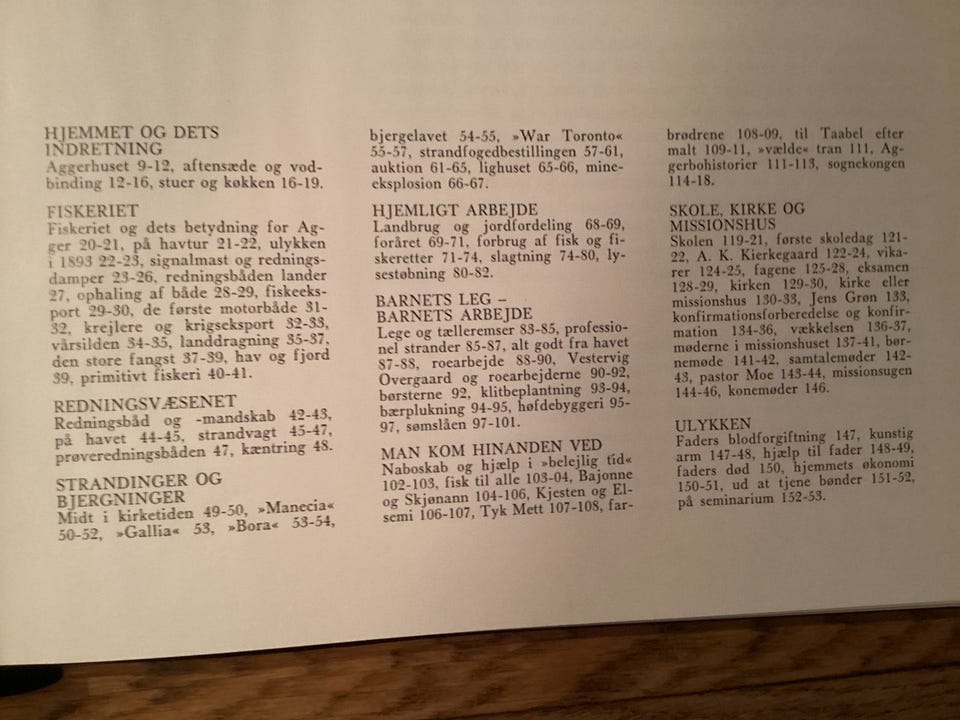 HJEMMET OG DETS
INDRETNING
Aggerhuset 9-12, aftensæde og vod-
binding 12-16, stuer og køkken 16-19.
FISKERIET
Fiskeriet og dets betydning for Ag-
ger 20-21, på havtur 21-22, ulykken
i 1893 22-23, signalmast og rednings-
damper 23-26, redningsbåden lander
27, ophaling af både 28-29, fiskeeks-
port 29-30, de første motorbåde 31-
32, krejlere og krigseksport 32-33,
vårsilden 34-35, landdragning 35-37,
den store fangst 37-39, hav og fjord
39, primitivt fiskeri 40-41.
REDNINGSVÆSENET
Redningsbåd og -mandskab 42-43,
på havet 44-45, strandvagt 45-47,
prøveredningsbåden 47, kæntring 48.
STRANDINGER OG
BJERGNINGER
Midt i kirketiden 49-50, »Manecia«
50-52, »Gallia« 53, »Bora« 53-54,
bjergelavet 54-55, »War Toronto«
55-57, strandfogedbestillingen 57-61,
auktion 61-65, lighuset 65-66, mine-
eksplosion 66-67.
HJEMLIGT ARBEJDE
Landbrug og jordfordeling 68-69,
foråret 69-71, forbrug af fisk og fi-
skeretter 71-74, slagtning 74-80, ly-
sestøbning 80-82.
BARNETS LEG –
BARNETS ARBEJDE
Lege og tælleremser 83-85, professio-
nel strander 85-87, alt godt fra havet
87-88, roearbejde 88-90, Vestervig
Overgaard og roearbejderne 90-92,
børsterne 92, klitbeplantning 93-94,
bærplukning 94-95, høfdebyggeri 95-
97, sømslåen 97-101.
MAN KOM HINANDEN VED
Naboskab og hjælp i »belejlig tid«
102-103, fisk til alle 103-04, Bajonne
og Skjønann 104-106, Kjesten og El-
semi 106-107, Tyk Mett 107-108, far-
brødrene 108-09, til Taabel efter
malt 109-11, »vælde« tran 111, Ag-
gerbohistorier 111-113, sognekongen
114-18.
SKOLE, KIRKE OG
MISSIONSHUS
Skolen 119-21, første skoledag 121-
22, A. K. Kierkegaard 122-24, vika-
rer 124-25, fagene 125-28, eksamen
128-29, kirken 129-30, kirke eller
missionshus 130-33, Jens Grøn 133,
konfirmationsforberedelse og konfir-
mation 134-36, vækkelsen 136-37,
møderne i missionshuset 137-41, bør-
nemøde 141-42, samtalemøder 142-
43, pastor Moe 143-44, missionsugen
144-46, konemøder 146.
ULYKKEN
Faders blodforgiftning 147, kunstig
arm 147-48, hjælp til fader 148-49,
faders død 150, hjemmets økonomi
150-51, ud at tjene bønder 151-52,
på seminarium 152-53.